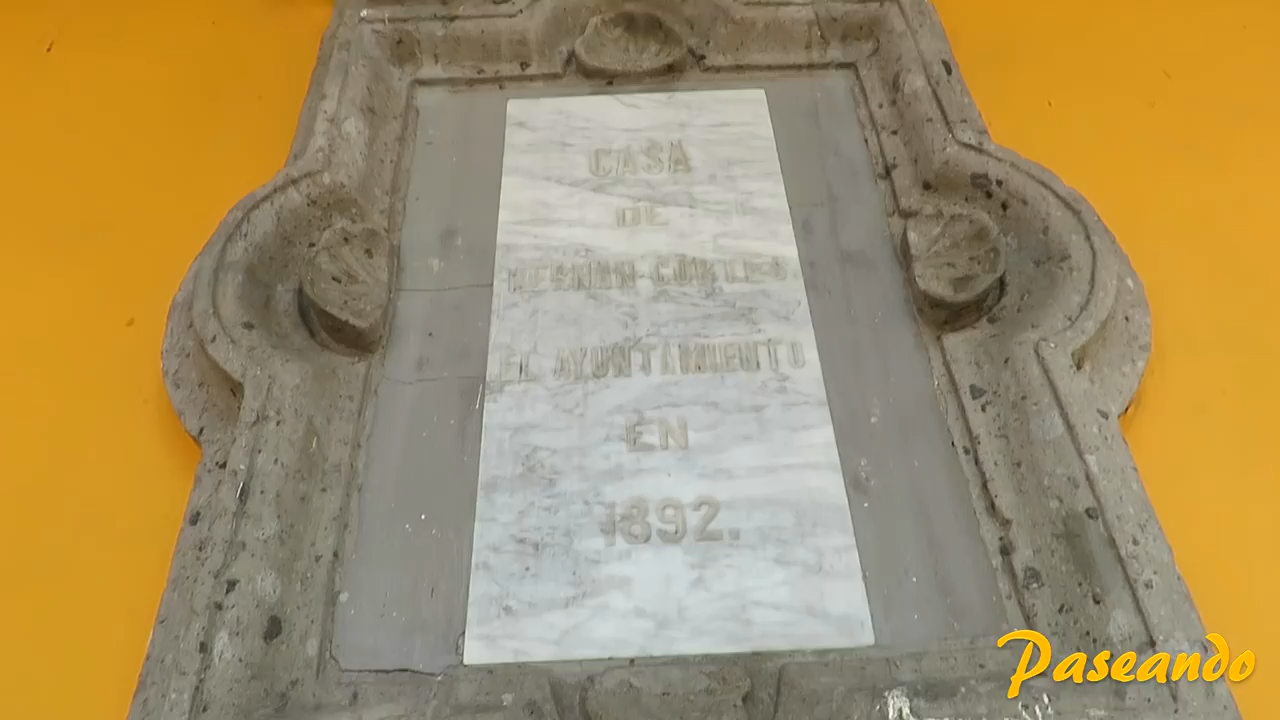 CASA
DE
HERNAN CORTES
EL AYUNTAMIENTO
EN
1892.
Paseando